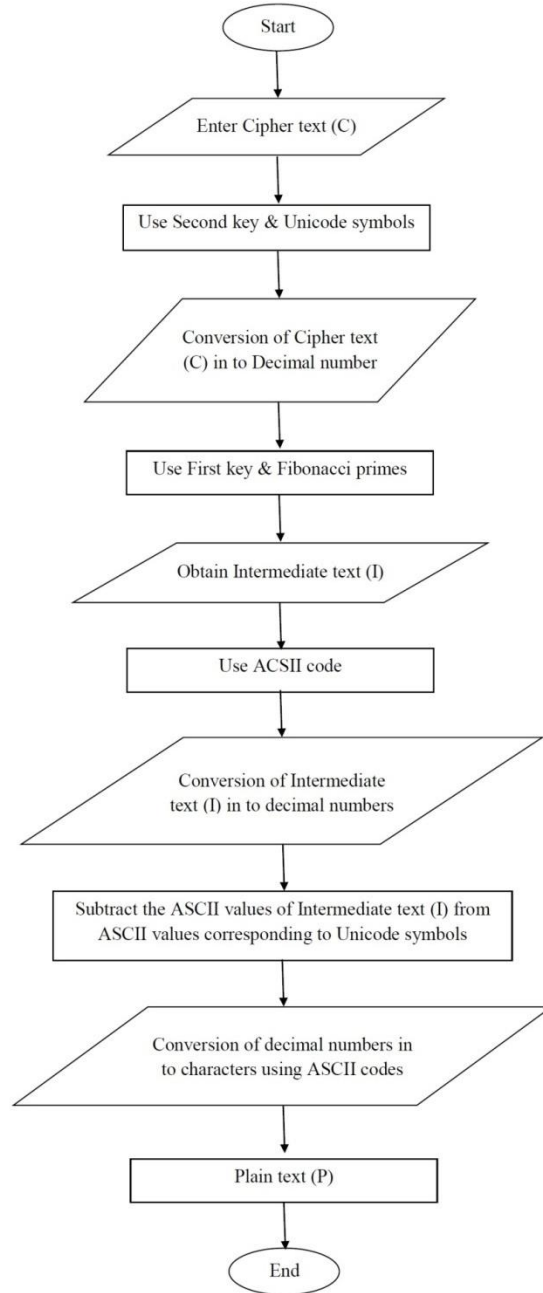 Start
Enter Cipher text (C)
Use Second key & Unicode symbols
Conversion of Cipher text
(C) in to Decimal number
Use First key & Fibonacci primes
Obtain Intermediate text (I)
Use ACSII code
Conversion of Intermediate
text (I) in to decimal numbers
Subtract the ASCII values of Intermediate text (I) from
ASCII values corresponding to Unicode symbols
Conversion of decimal numbers in
to characters using ASCII codes
Plain text (P)
End